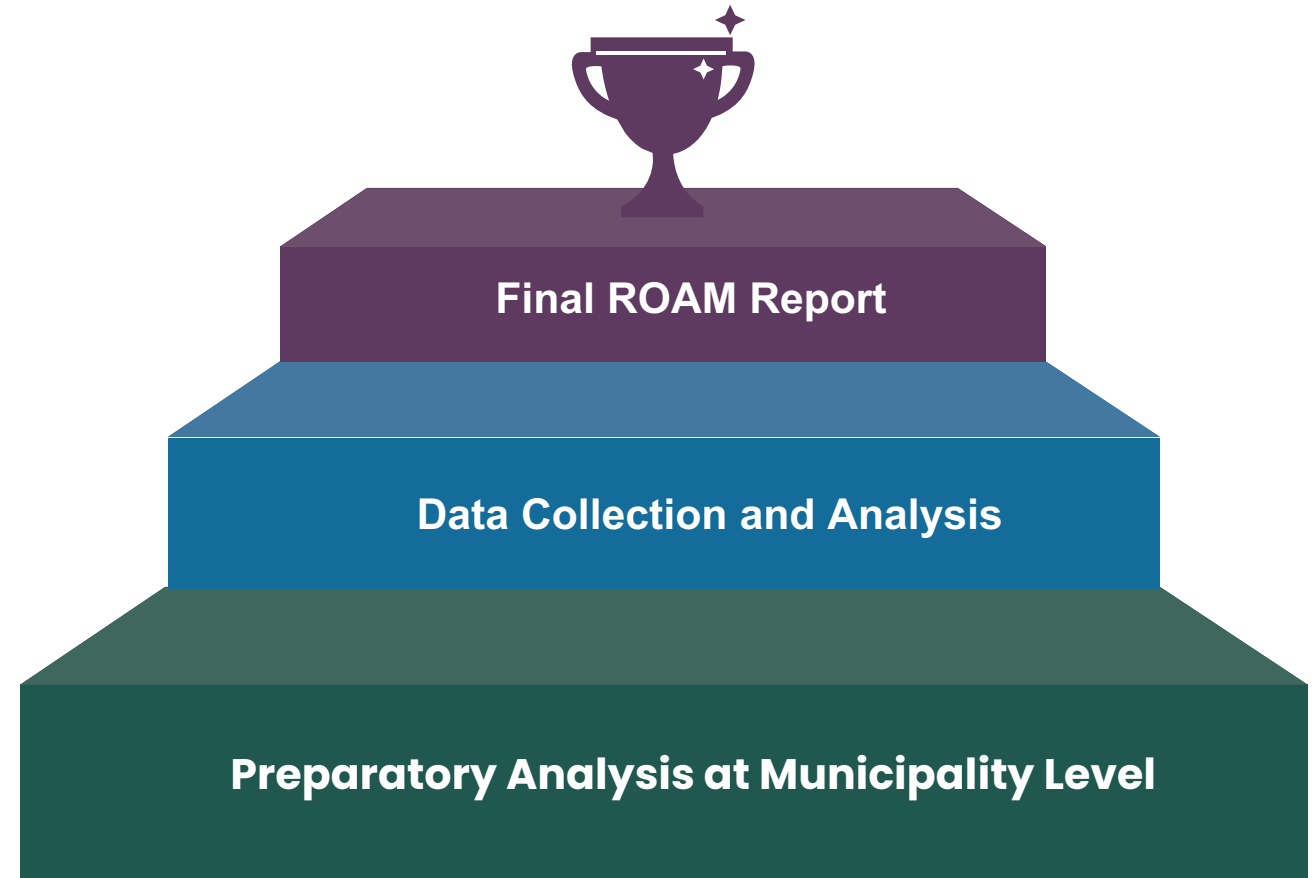 Final ROAM Report
Data Collection and Analysis
Preparatory Analysis at Municipality Level